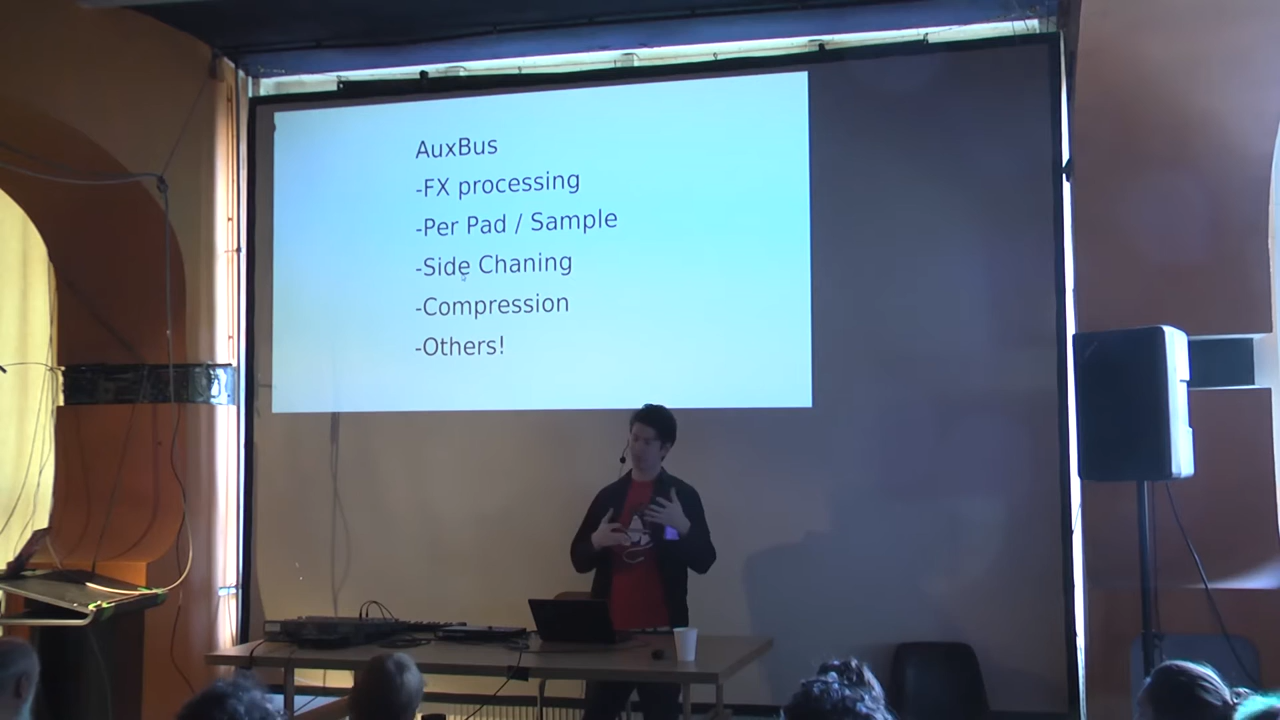 AuxBus
-FX processing
-Per Pad / Sample
-Side Chaning
-Compression
-Others!